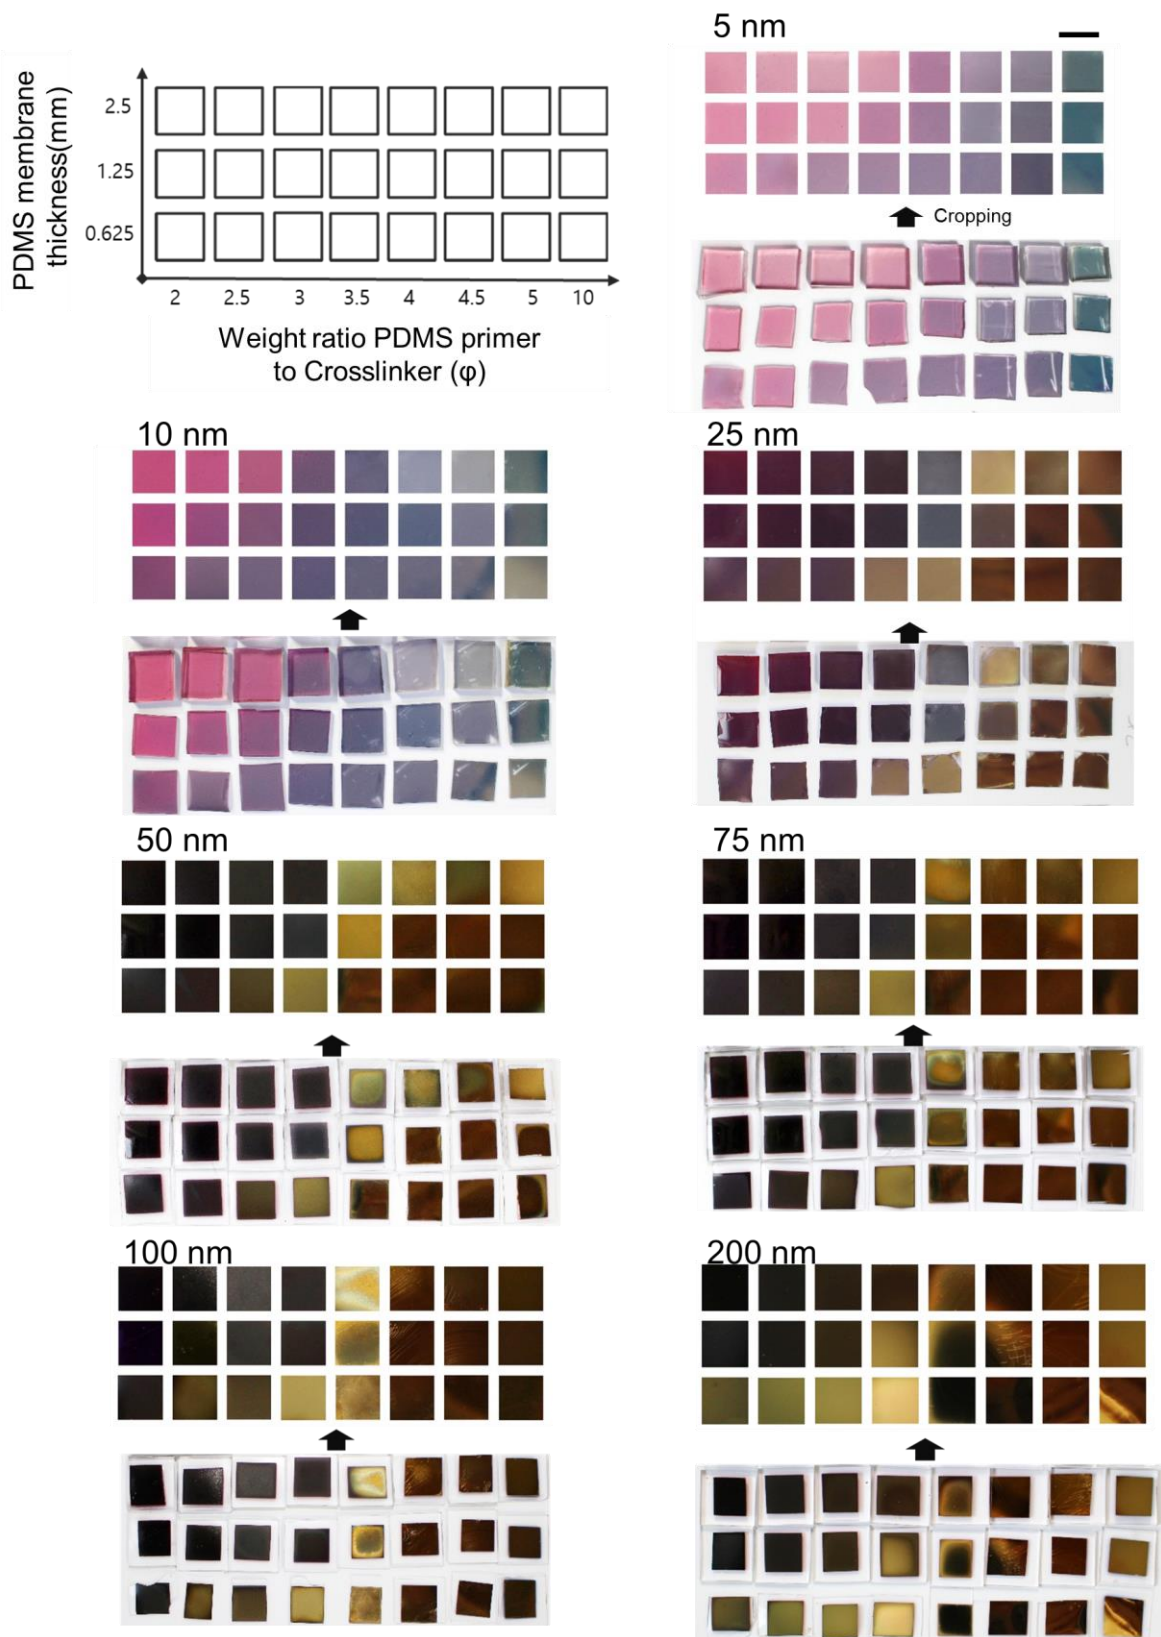 5 nm
PDMS membrane
thickness(mm)
2.5
1.25
0.625
2 2.5 3 3.5 4 4.5 5 10
Weight ratio PDMS primer
to Crosslinker (φ)
Cropping
10 nm
25 nm
50 nm
75 nm
100 nm
200 nm